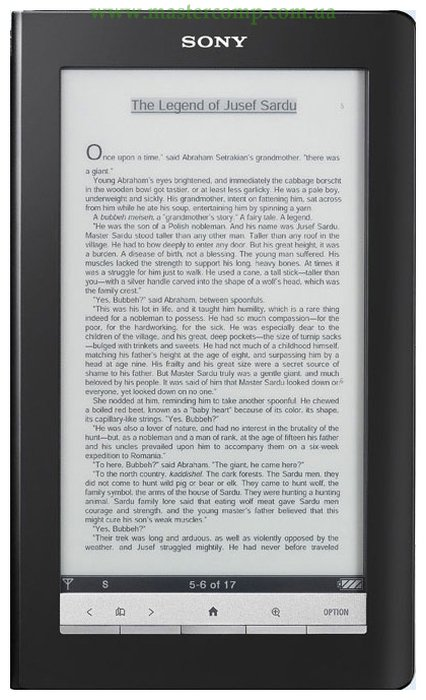 www.mastercomp.com.ua
SONY
The Legend of Jusef Sardu
5
Once upon a time," said Abraham Setrakian's grandmother, "there was
a giant."
Young Abraham's eyes brightened, and immediately the cabbage borscht
in the wooden bowl got tastier, or at least less garlicky. He was a pale boy,
underweight and sickly. His grandmother, intent on fattening him, sat across
from him while he ate his soup, entertaining him by spinning a yarn.
A bubbeh meiseh, a "grandmother's story." A fairy tale. A legend.
"He was the son of a Polish nobleman. And his name was Jusef Sardu.
Master Sardu stood taller than any other man. Taller than any roof in the
village. He had to bow deeply to enter any door. But his great height, it was
a burden. A disease of birth, not a blessing. The young man suffered. His
muscles lacked the strength to support his long, heavy bones. At times it
was a struggle for him just to walk. He used a cane, a tall stick—taller than
you—with a silver handle carved into the shape of a wolf's head, which was
the family crest."
"Yes, Bubbeh?" said Abraham, between spoonfuls.
"This was his lot in life, and it taught him humility, which is a rare thing
indeed for a nobleman to possess. He had so much compassion—for the
poor, for the hardworking, for the sick. He was especially dear to the
children of the village, and his great, deep pockets—the size of turnip sacks
—bulged with trinkets and sweets. He had not much of a childhood himself,
matching his father's height at the age of eight, and surpassing him by a
head at age nine. His frailty and his great size were a secret source of
shame to his father. But Master Sardu truly was a gentle giant, and much
beloved by his people. It was said of him that Master Sardu looked down on
6
everyone, yet looked down on no one."
She nodded at him, reminding him to take another spoonful. He chewed
a boiled red beet, known as a "baby heart" because of its color, its shape,
its capillary-like strings. "Yes, Bubbeh?"
"He was also a lover of nature, and had no interest in the brutality of the
hunt—but, as a nobleman and a man of rank, at the age of fifteen his father
and his uncles prevailed upon him to accompany them on a six-week
expedition to Romania."
"To here, Bubbeh?" said Abraham. "The giant, he came here?"
"To the north country, kaddishel. The dark forests. The Sardu men, they
did not come to hunt wild pig or bear or elk. They came to hunt wolf, the
family symbol, the arms of the house of Sardu. They were hunting a hunting
animal. Sardu family lore said that eating wolf meat gave Sardu men
courage and strength, and the young master's father believed that this
might cure his son's weak muscles."
"Yes, Bubbeh?"
"Their trek was long and arduous, as well as violently opposed by the
weather, and Jusef struggled mightily. He had never before traveled
S 5-6 of 17
OPTION